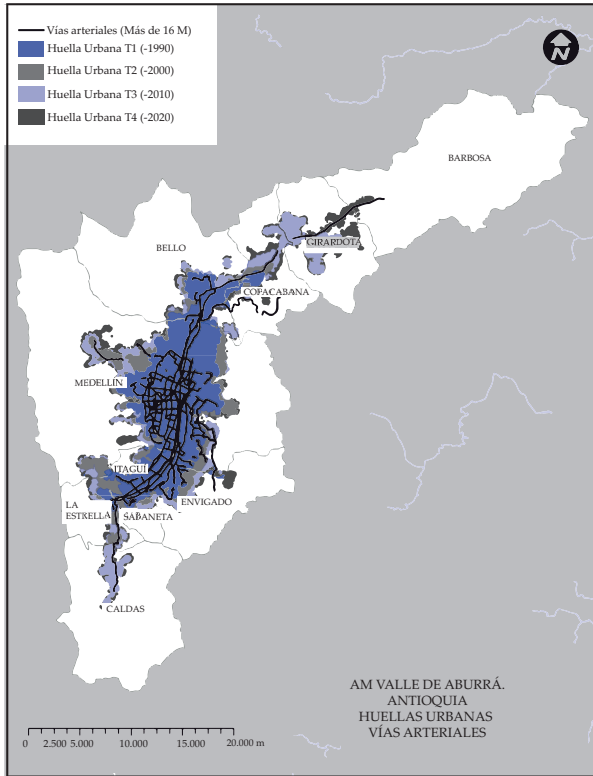 Vías arteriales (Más de 16 M)
Huella Urbana T1 (-1990)
Huella Urbana T2 (-2000)
Huella Urbana T3 (-2010)
Huella Urbana T4 (-2020)
N
BARBOSA
BELLO
GIRARDOTA
COPACABANA
MEDELLÍN
ITAGUÍ
LA
ESTRELLA
SABANETA
ENVIGADO
CALDAS
AM VALLE DE ABURRÁ.
ANTIOQUIA
HUELLAS URBANAS
VÍAS ARTERIALES
0 2.500 5.000 10.000 15.000 20.000 m